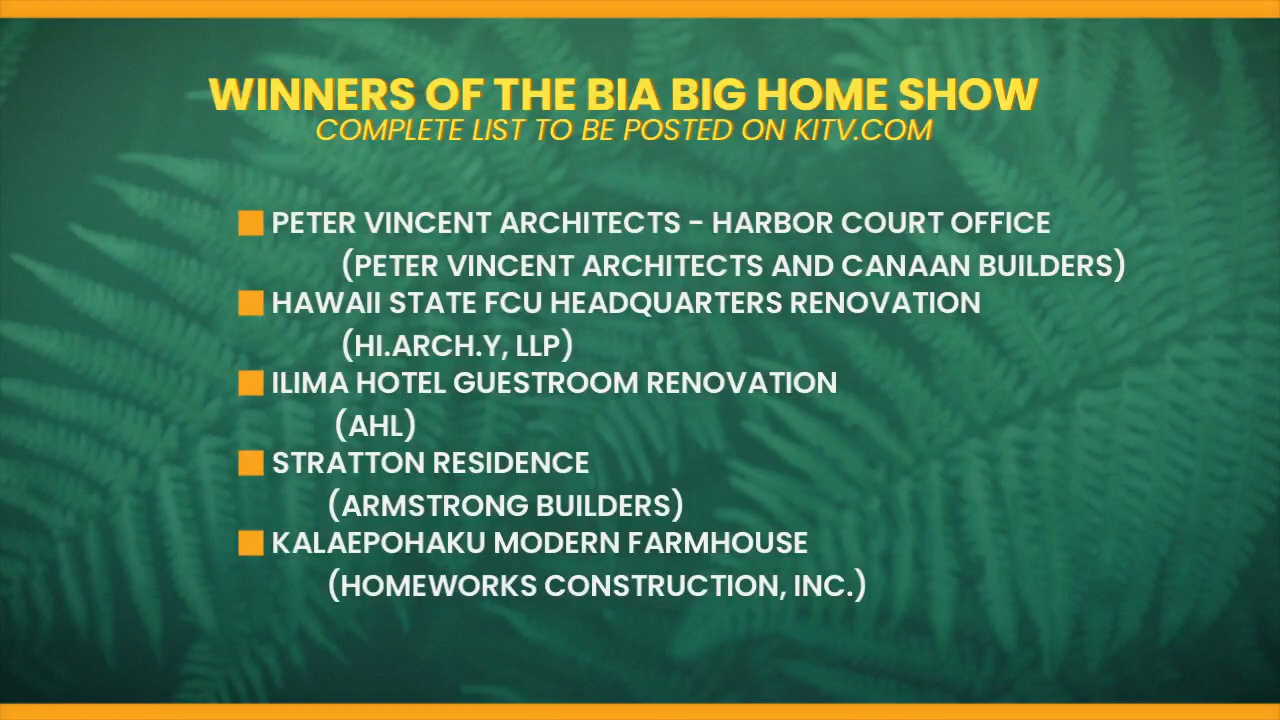 WINNERS OF THE BIA BIG HOME SHOW
COMPLETE LIST TO BE POSTED ON KITV.COM
PETER VINCENT ARCHITECTS - HARBOR COURT OFFICE
(PETER VINCENT ARCHITECTS AND CANAAN BUILDERS)
HAWAII STATE FCU HEADQUARTERS RENOVATION
(HI.ARCH.Y, LLP)
ILIMA HOTEL GUESTROOM RENOVATION
(AHL)
STRATTON RESIDENCE
(ARMSTRONG BUILDERS)
KALAEPOHAKU MODERN FARMHOUSE
(HOMEWORKS CONSTRUCTION, INC.)